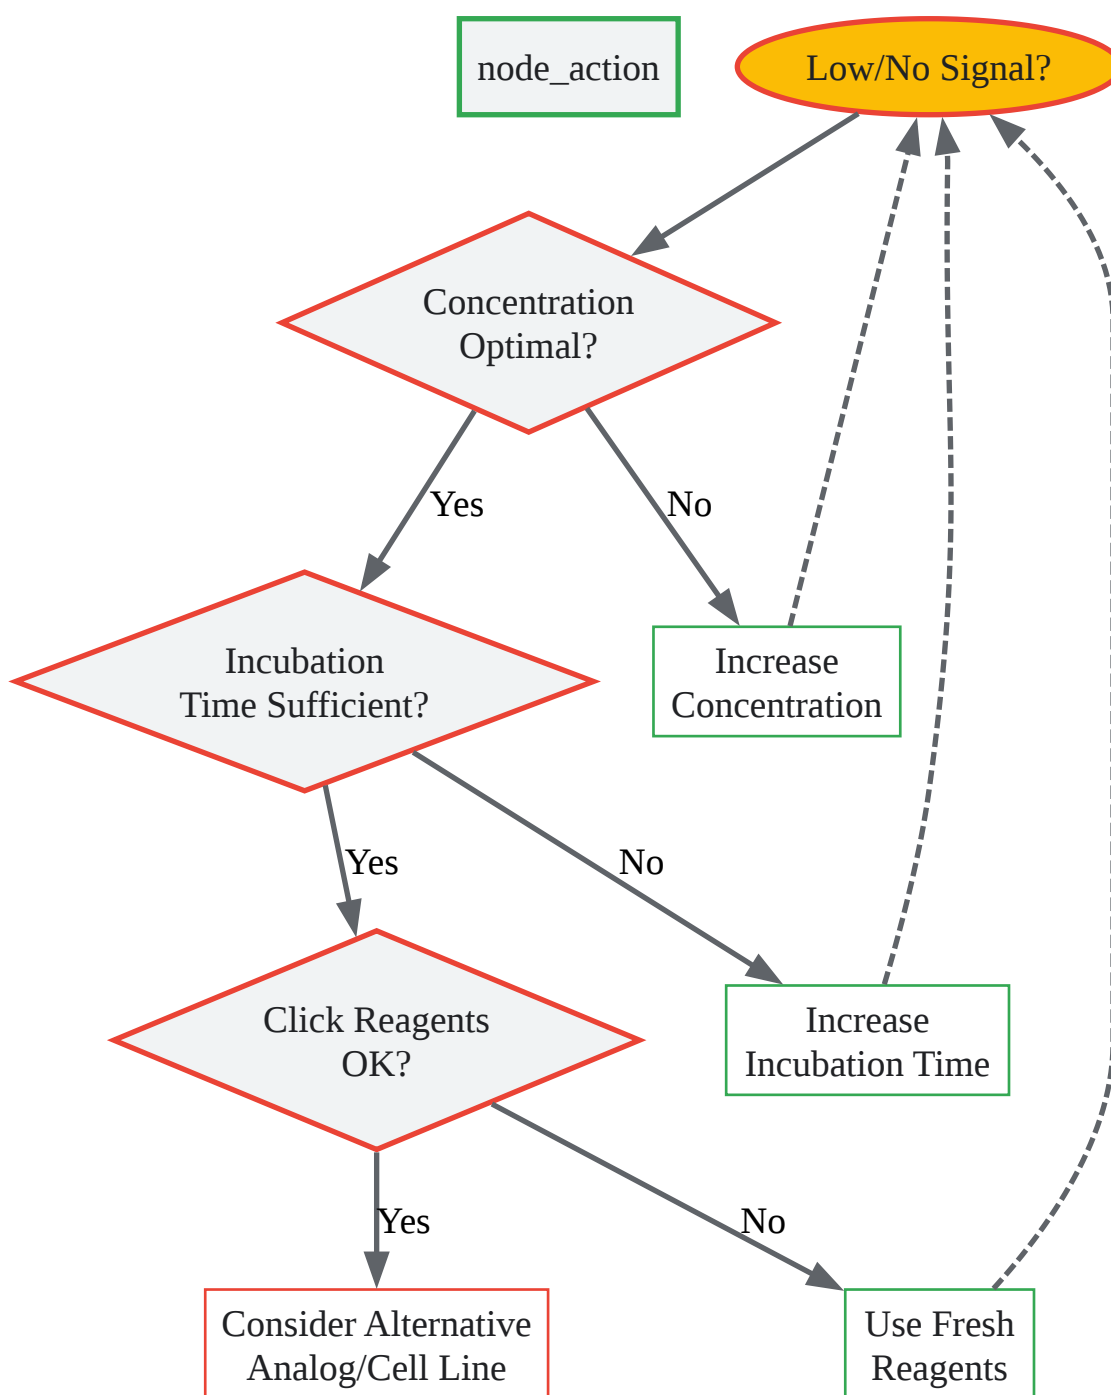 node_action
Low/No Signal?
Concentration
Optimal?
Yes
No
Incubation
Time Sufficient?
Increase
Concentration
Yes
No
Click Reagents
OK?
Increase
Incubation Time
Yes
No
Consider Alternative
Analog/Cell Line
Use Fresh
Reagents